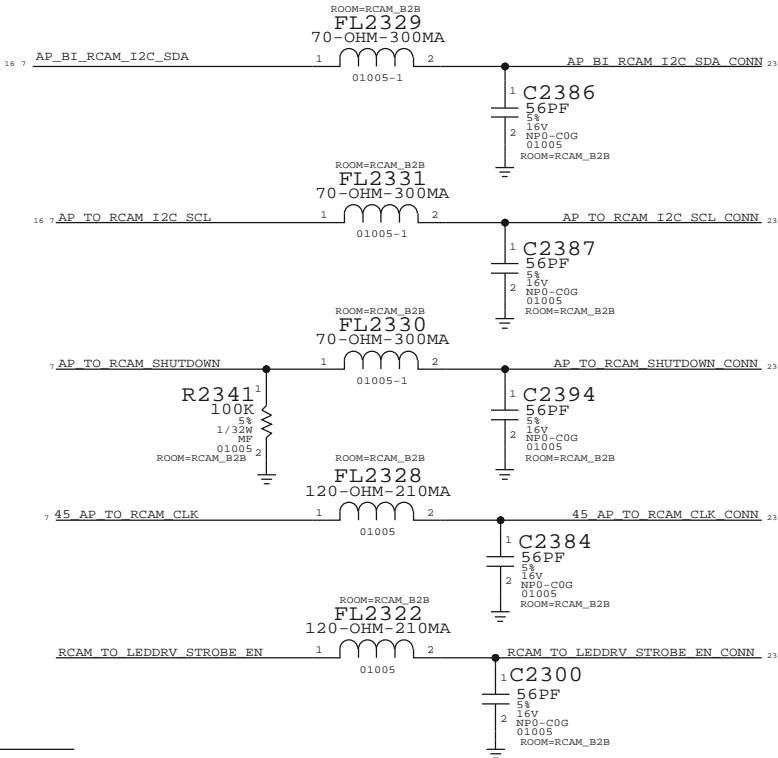 ROOM=RCAM_B2B
FL2329
70-OHM-300MA
16 7 AP_BI_RCAM_I2C_SDA 1 2 AP_BI_RCAM_I2C_SDA_CONN 23
01005-1
1 C2386
56PF
5%
16V
2 NP0-C0G
01005
ROOM=RCAM_B2B
ROOM=RCAM_B2B
FL2331
70-OHM-300MA
16 7 AP_TO_RCAM_I2C_SCL 1 2 AP_TO_RCAM_I2C_SCL_CONN 23
01005-1
1 C2387
56PF
5%
16V
2 NP0-C0G
01005
ROOM=RCAM_B2B
ROOM=RCAM_B2B
FL2330
70-OHM-300MA
7 AP_TO_RCAM_SHUTDOWN 1 2 AP_TO_RCAM_SHUTDOWN_CONN 23
01005-1
R2341 1
100K
5%
1/32W
MF
01005 2
ROOM=RCAM_B2B
1 C2394
56PF
5%
16V
2 NP0-C0G
01005
ROOM=RCAM_B2B
ROOM=RCAM_B2B
FL2328
120-OHM-210MA
7 45_AP_TO_RCAM_CLK 1 2 45_AP_TO_RCAM_CLK_CONN 23
01005
1 C2384
56PF
5%
16V
2 NP0-C0G
01005
ROOM=RCAM_B2B
ROOM=RCAM_B2B
FL2322
120-OHM-210MA
RCAM_TO_LEDDRV_STROBE_EN 1 2 RCAM_TO_LEDDRV_STROBE_EN_CONN 23
01005
1 C2300
56PF
5%
16V
2 NP0-C0G
01005
ROOM=RCAM_B2B